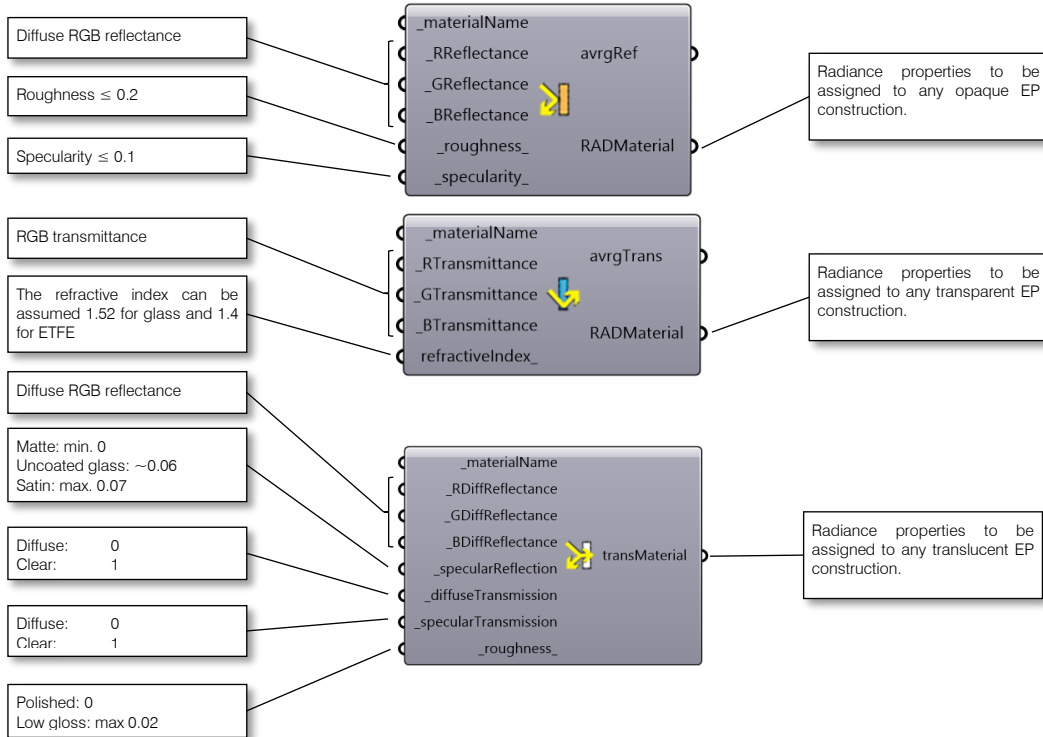 Diffuse RGB reflectance
Roughness ≤ 0.2
Specularity ≤ 0.1
_materialName
_RReflectance
_GReflectance
_BReflectance
_roughness_
_specularity_
avrgRef
RADMaterial
Radiance properties to be
assigned to any opaque EP
construction.
RGB transmittance
The refractive index can be
assumed 1.52 for glass and 1.4
for ETFE
_materialName
_RTransmittance
_GTransmittance
_BTransmittance
refractiveIndex_
avrgTrans
RADMaterial
Radiance properties to be
assigned to any transparent EP
construction.
Diffuse RGB reflectance
Matte: min. 0
Uncoated glass: ~0.06
Satin: max. 0.07
Diffuse: 0
Clear: 1
Diffuse: 0
Clear: 1
Polished: 0
Low gloss: max 0.02
_materialName
_RDiffReflectance
_GDiffReflectance
_BDiffReflectance
_specularReflection
_diffuseTransmission
_specularTransmission
_roughness_
transMaterial
Radiance properties to be
assigned to any translucent EP
construction.